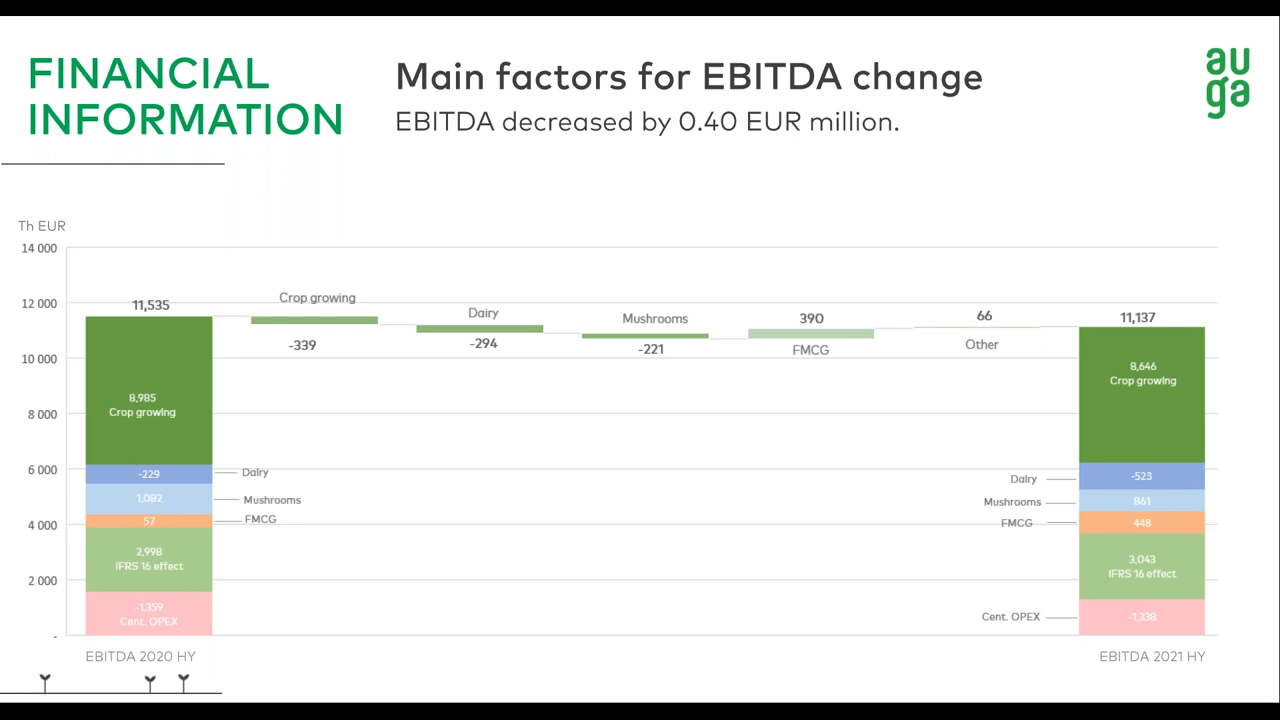 FINANCIAL
INFORMATION
Main factors for EBITDA change
EBITDA decreased by 0.40 EUR million.
au
ga
Th EUR
14 000
12 000
10 000
8 000
6 000
4 000
2 000
-
11,535
8,985
Crop growing
-229
Dairy
1,082
Mushrooms
57
FMCG
2,998
IFRS 16 effect
-1,359
Cent. OPEX
EBITDA 2020 HY
Crop growing
-339
Dairy
-294
Mushrooms
-221
390
FMCG
66
Other
11,137
8,646
Crop growing
Dairy
-523
Mushrooms
861
FMCG
448
3,043
IFRS 16 effect
Cent. OPEX
-1,338
EBITDA 2021 HY